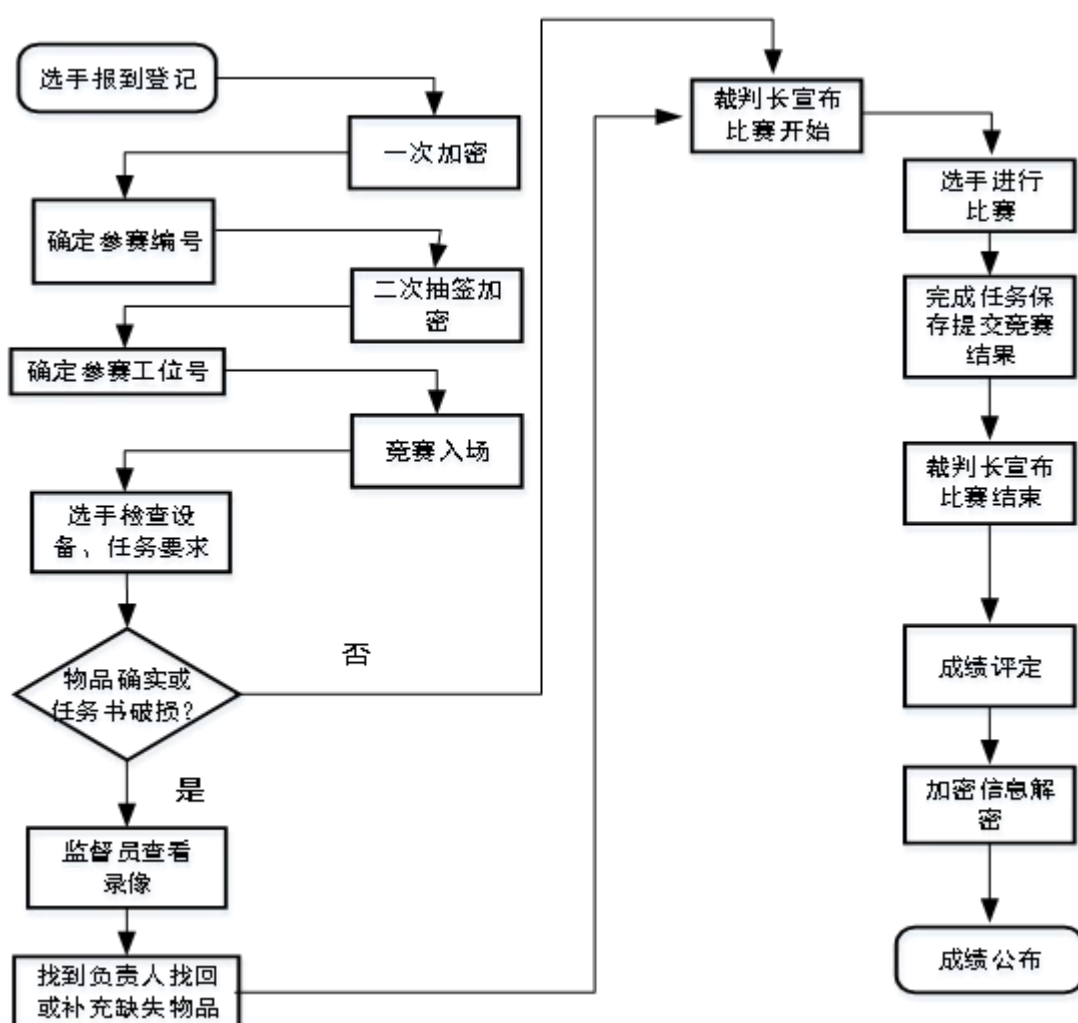 选手报到登记
一次加密
确定参赛编号
二次抽签加
密
确定参赛工位号
竞赛入场
选手检查设
备、任务要求
物品确实或
任务书破损?
否
是
监督员查看
录像
找到负责人找回
或补充缺失物品
裁判长宣布
比赛开始
选手进行
比赛
完成任务保
存提交竞赛
结果
裁判长宣布
比赛结束
成绩评定
加密信息解
密
成绩公布